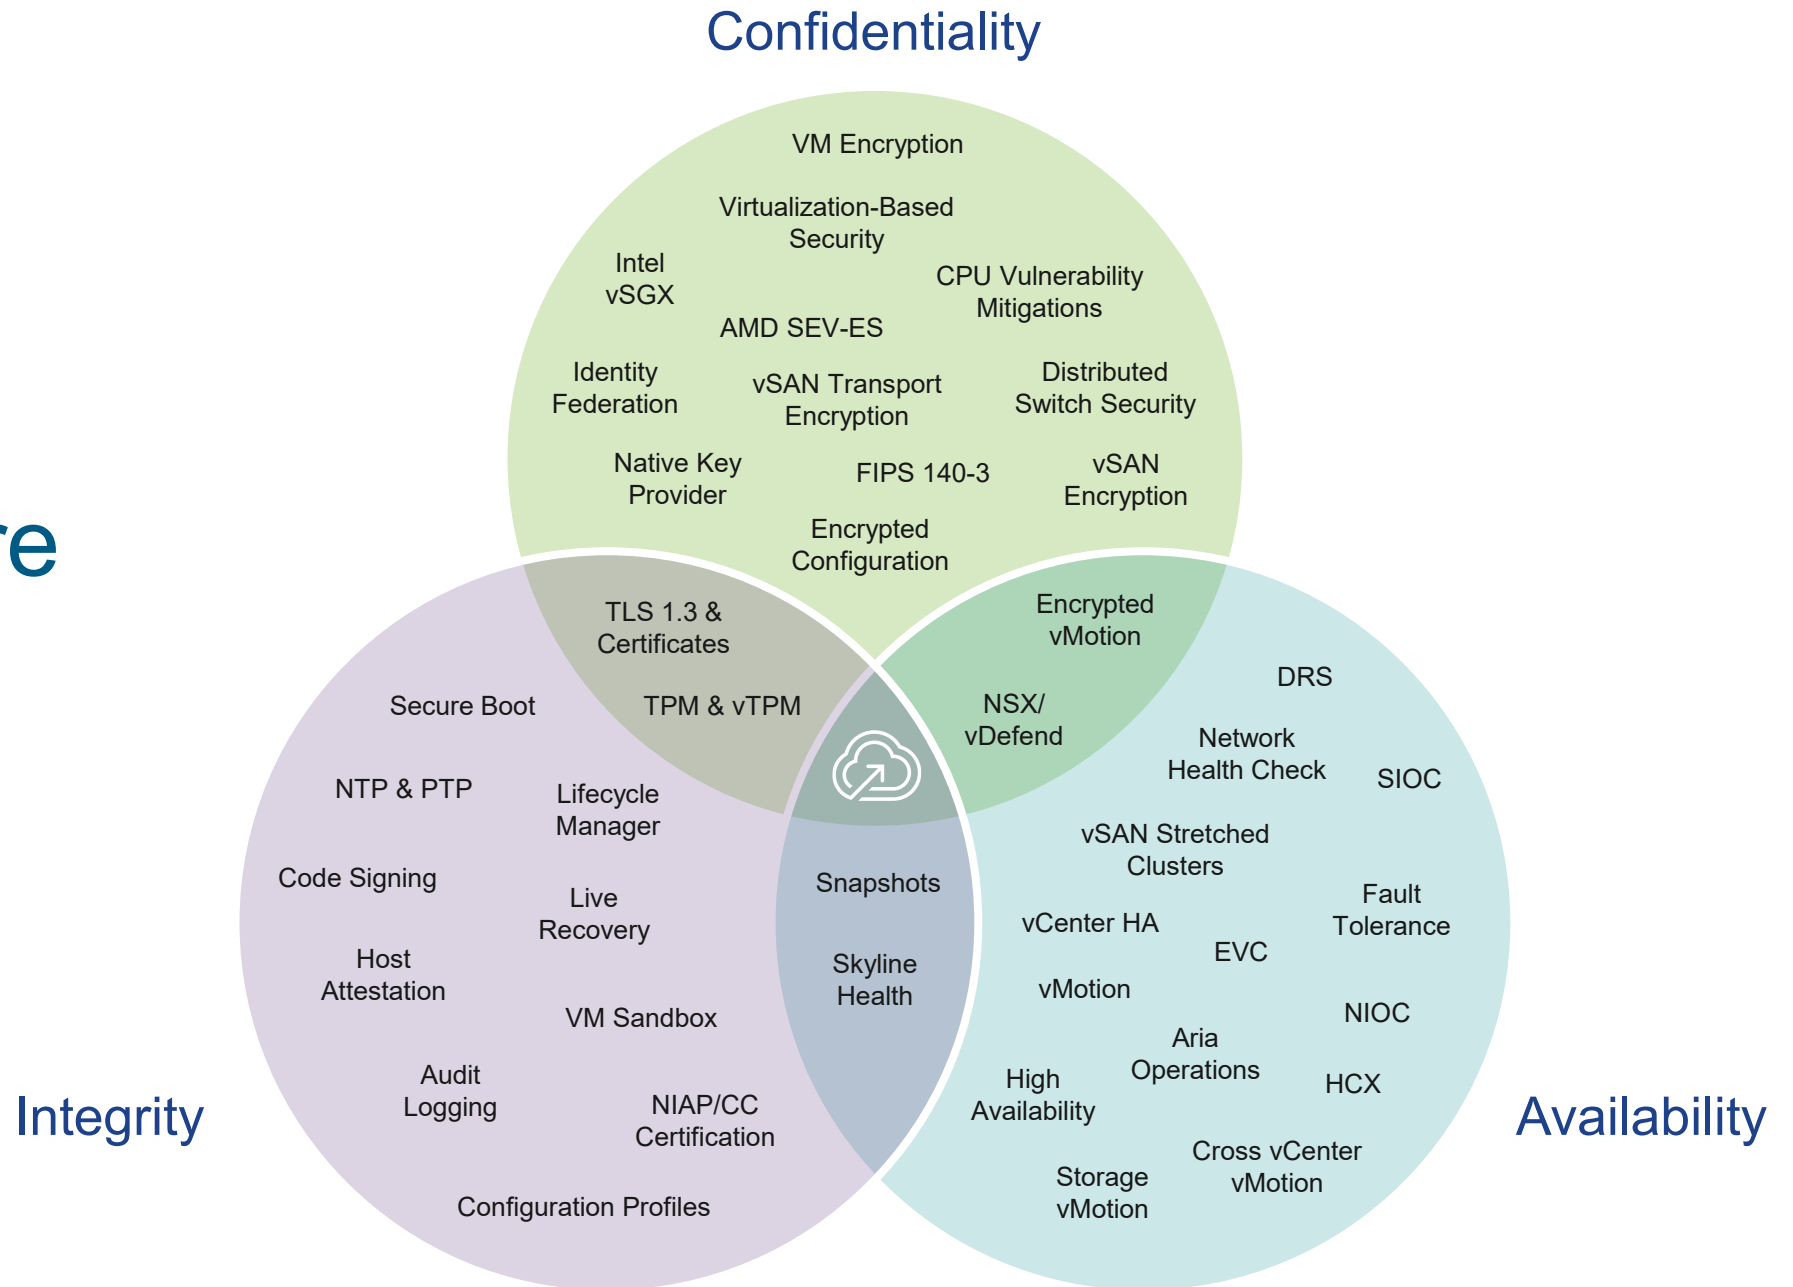 Confidentiality
VM Encryption
Virtualization-Based
Security
Intel
vSGX
CPU Vulnerability
Mitigations
AMD SEV-ES
Identity
Federation
vSAN Transport
Encryption
Distributed
Switch Security
Native Key
Provider
FIPS 140-3
vSAN
Encryption
Encrypted
Configuration
re
TLS 1.3 &
Certificates
TPM & vTPM
Encrypted
vMotion
NSX/
vDefend
Secure Boot
NTP & PTP
Lifecycle
Manager
Code Signing
Live
Recovery
Host
Attestation
VM Sandbox
Audit
Logging
NIAP/CC
Certification
Configuration Profiles
Integrity
Snapshots
Skyline
Health
DRS
Network
Health Check
SIOC
vSAN Stretched
Clusters
Fault
Tolerance
vCenter HA
EVC
vMotion
NIOC
Aria
Operations
High
Availability
HCX
Cross vCenter
vMotion
Storage
vMotion
Availability